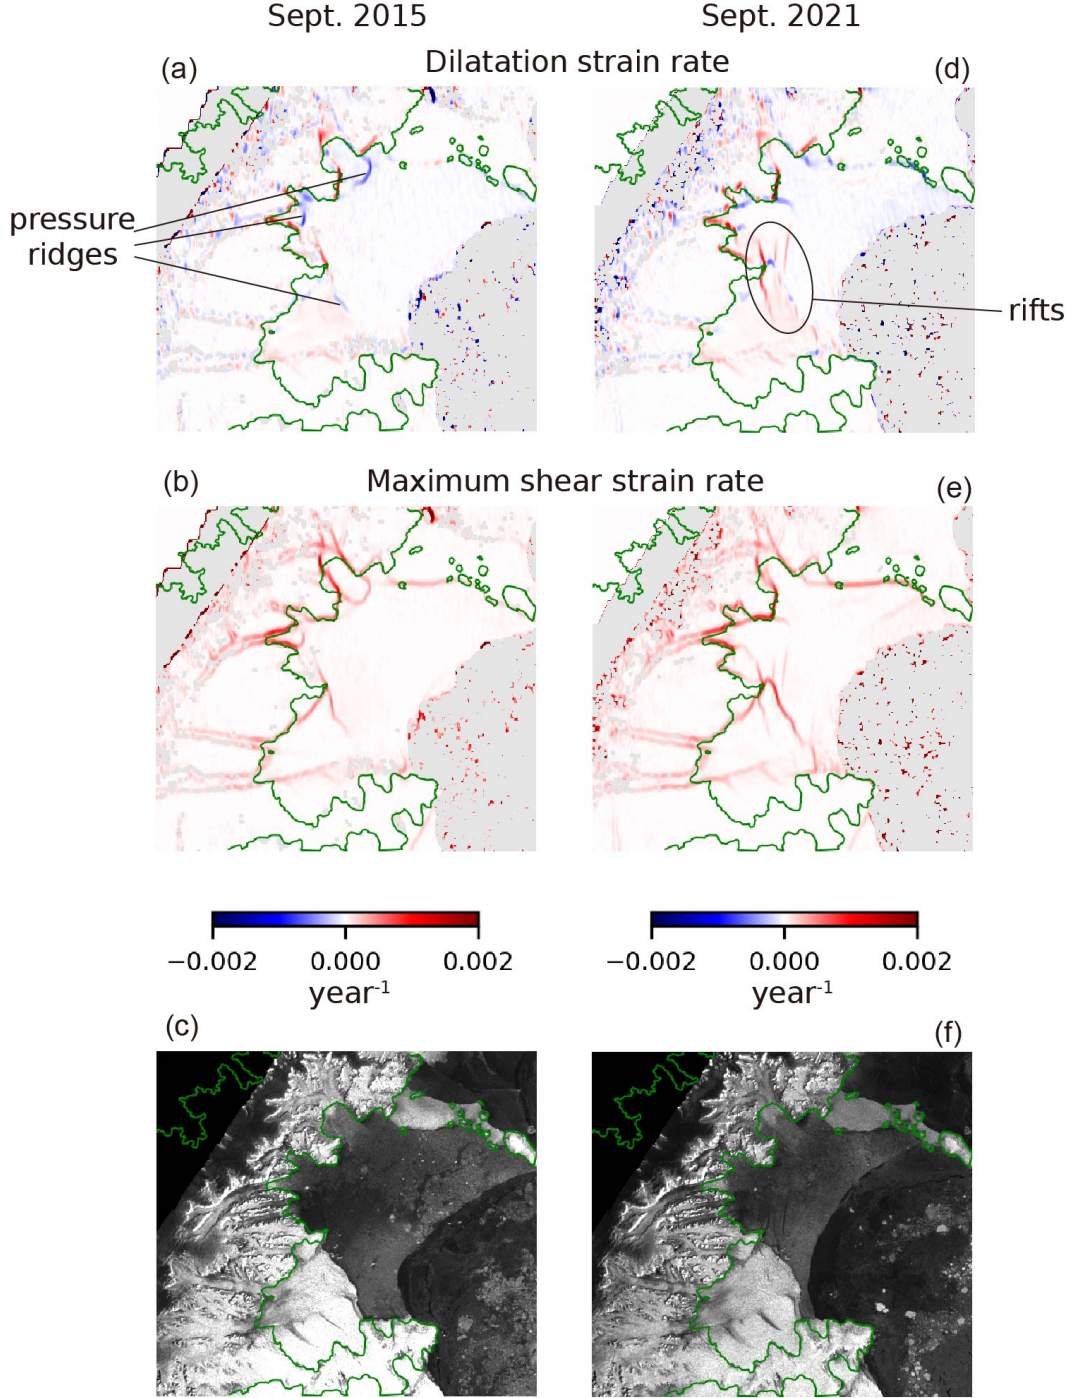 Sept. 2015
Sept. 2021
Dilatation strain rate
(a)
(d)
pressure
ridges
rifts
Maximum shear strain rate
(b)
(e)
−0.002 0.000 0.002
year⁻¹
−0.002 0.000 0.002
year⁻¹
(c)
(f)